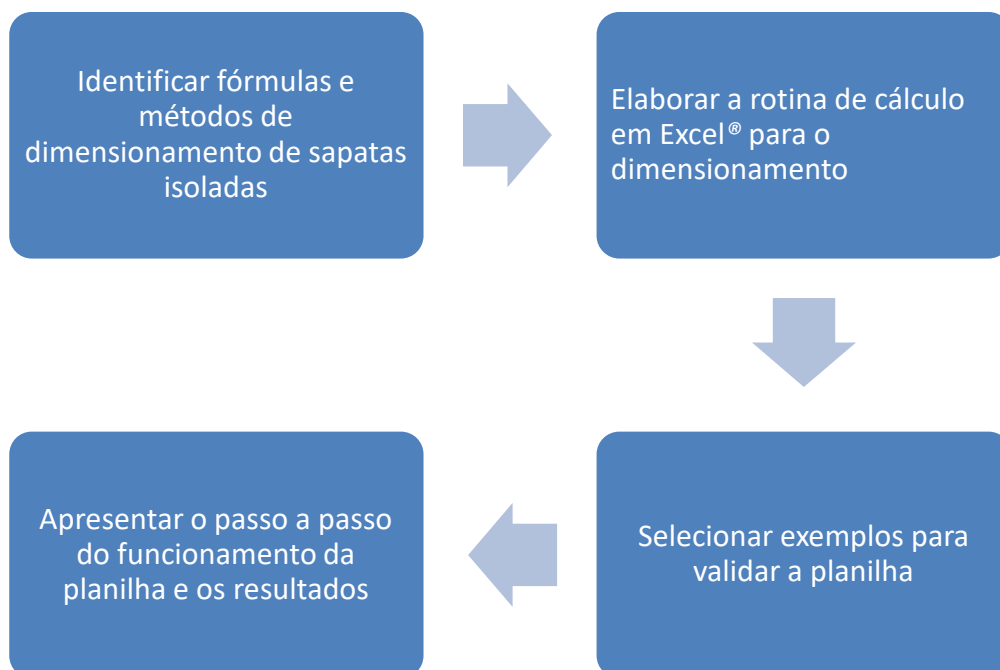 Identificar fórmulas e
métodos de
dimensionamento de sapatas
isoladas
Elaborar a rotina de cálculo
em Excel® para o
dimensionamento
Selecionar exemplos para
validar a planilha
Apresentar o passo a passo
do funcionamento da
planilha e os resultados